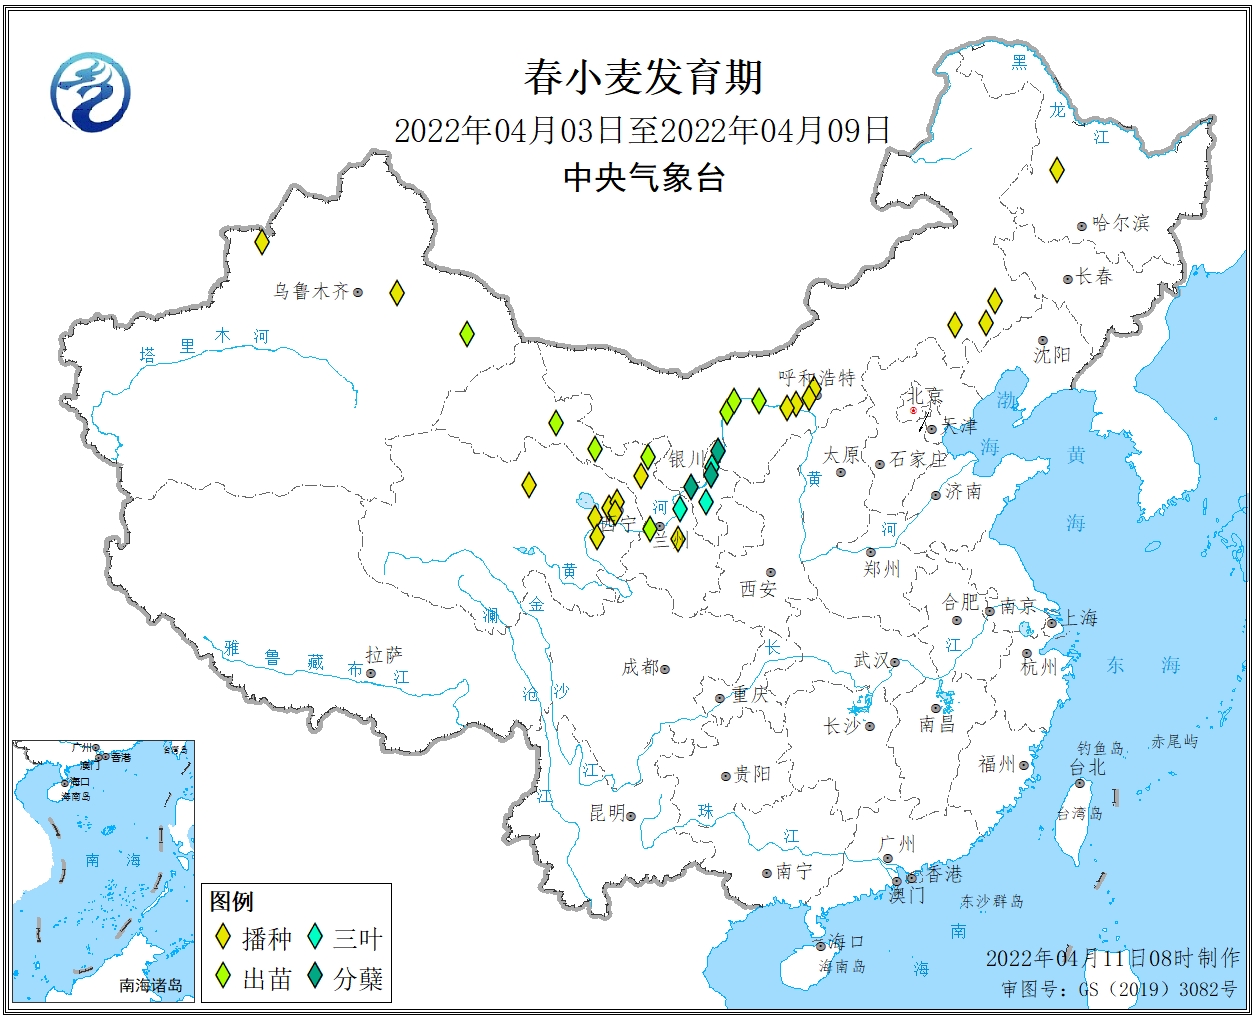 春小麦发育期
2022年04月03日至2022年04月09日
中央气象台
黑
龙
江
哈尔滨
长春
沈阳
乌鲁木齐
塔 里 木 河
呼和浩特
北京
天津
渤
海
黄
海
银川
太原
石家庄
济南
黄
河
河
西宁
兰州
郑州
西安
黄
金
澜
合肥
南京
上海
杭州
东 海
雅 鲁 藏 布 江
拉萨
成都
长
江
武汉
重庆
沧 沙
长沙
南昌
钓鱼岛
赤尾屿
福州
台北
台湾岛
贵阳
江
江
昆明
珠
江
广州
南宁
香港
澳门
东沙群岛
海口
海南岛
南
海
广州
香港
澳门
海口
海南岛
台湾岛
南 海
南海诸岛
图例
播种
三叶
出苗
分蘖
2022年04月11日08时制作
审图号：GS（2019）3082号